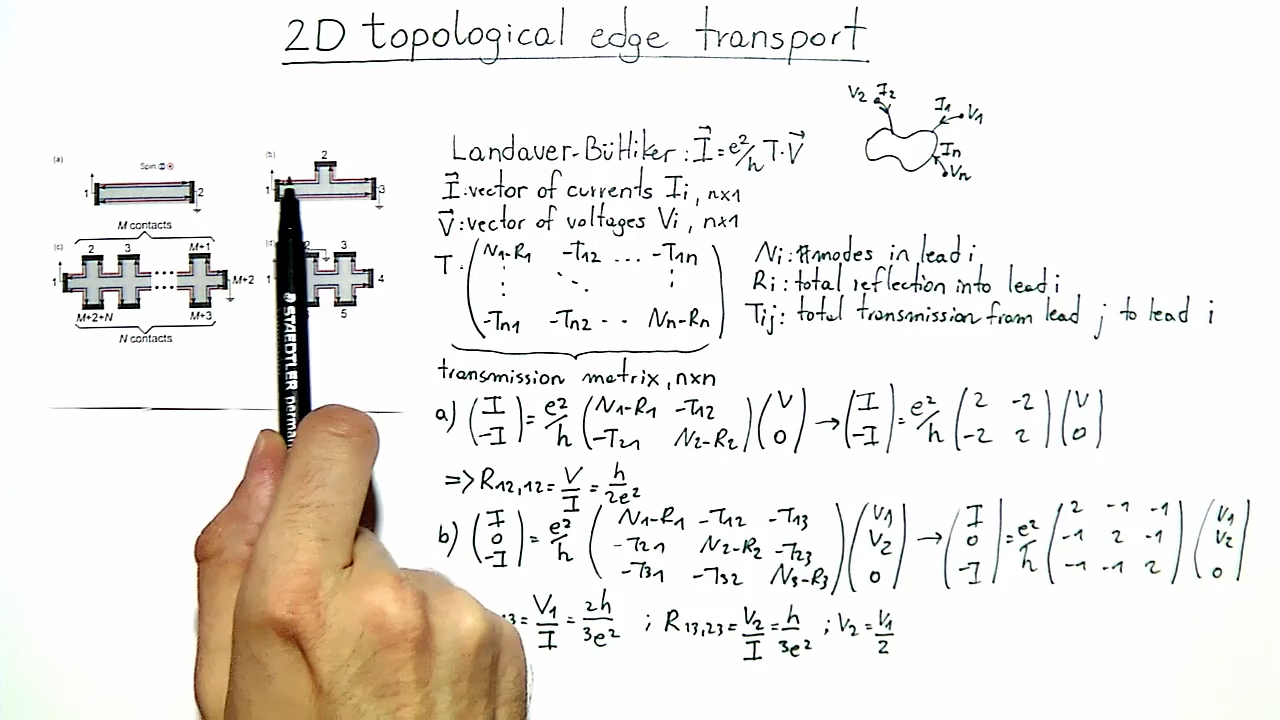 2D topological edge transport
V2 I2
I1 V1
In
Vn
(a)
Spin:
1 2
(b)
2
1 3
M contacts
(c) 2 3 M+1
1 M+2
M+2+N M+3
N contacts
(d) 2 3
1 4
5
Landauer-Büttiker: I⃗=e²/h T·V⃗
I⃗:vector of currents Ii, n×1
V⃗:vector of voltages Vi, n×1
T: (N1-R1 -T12 ... -T1n
⋮ ⋱ ⋮
-Tn1 -Tn2 -- Nn-Rn)
Ni: #modes in lead i
Ri: total reflection into lead i
Tij: total transmission from lead j to lead i
transmission matrix, n×n
a) (I -I) = e²/h (N1-R1 -T12 -T21 N2-R2) (V 0) → (I -I) = e²/h (2 -2 -2 2) (V 0)
=> R12,12 = V/I = h/2e²
b) (I 0 -I) = e²/h (N1-R1 -T12 -T13 -T21 N2-R2 -T23 -T31 -T32 N3-R3) (V1 V2 0) → (I 0 -I) = e²/h (2 -1 -1 -1 2 -1 -1 -1 2) (V1 V2 0)
3 = V1/I = 2h/3e² ; R13,23 = V2/I = h/3e² ; V2 = V1/2
STAEDTLER